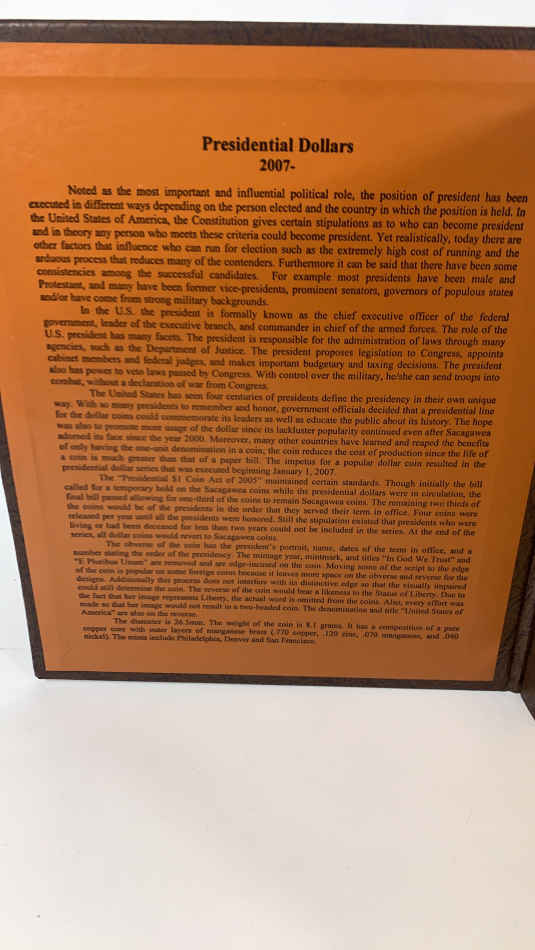 Presidential Dollars
2007-
Noted as the most important and influential political role, the position of president has been
executed in different ways depending on the person elected and the country in which the position is held. In
the United States of America, the Constitution gives certain stipulations as to who can become president
and in theory any person who meets these criteria could become president. Yet realistically, today there are
other factors that influence who can run for election such as the extremely high cost of running and the
arduous process that reduces many of the contenders. Furthermore it can be said that there have been some
consistencies among the successful candidates. For example most presidents have been male and
Protestant, and many have been former vice-presidents, prominent senators, governors of populous states
and/or have come from strong military backgrounds.
In the U.S. the president is formally known as the chief executive officer of the federal
government, leader of the executive branch, and commander in chief of the armed forces. The role of the
U.S. president has many facets. The president is responsible for the administration of laws through many
agencies, such as the Department of Justice. The president proposes legislation to Congress, appoints
cabinet members and federal judges, and makes important budgetary and taxing decisions. The president
also has power to veto laws passed by Congress. With control over the military, he/she can send troops into
combat, without a declaration of war from Congress.
The United States has seen four centuries of presidents define the presidency in their own unique
way. With so many presidents to remember and honor, government officials decided that a presidential line
for the dollar coins could commemorate its leaders as well as educate the public about its history. The hope
was also to promote more usage of the dollar since its lackluster popularity continued even after Sacagawea
adorned its face since the year 2000. Moreover, many other countries have learned and reaped the benefits
of only having the one-unit denomination in a coin; the coin reduces the cost of production since the life of
a coin is much greater than that of a paper bill. The impetus for a popular dollar coin resulted in the
presidential dollar series that was executed beginning January 1, 2007.
The "Presidential $1 Coin Act of 2005" maintained certain standards. Though initially the bill
called for a temporary hold on the Sacagawea coins while the presidential dollars were in circulation, the
final bill passed allowing for one-third of the coins to remain Sacagawea coins. The remaining two thirds of
the coins would be of the presidents in the order that they served their term in office. Four coins were
released per year until all the presidents were honored. Still the stipulation existed that presidents who were
living or had been deceased for less than two years could not be included in the series. At the end of the
series, all dollar coins would revert to Sacagawea coins.
The obverse of the coin has the president's portrait, name, dates of the term in office, and a
number stating the order of the presidency. The mintage year, mintmark, and titles "In God We Trust" and
"E Pluribus Unum" are removed and are edge-incused on the coin. Moving some of the script to the edge
of the coin is popular on some foreign coins because it leaves more space on the obverse and reverse for the
designs. Additionally this process does not interfere with its distinctive edge so that the visually impaired
could still determine the coin. The reverse of the coin would bear a likeness to the Statue of Liberty. Due to
the fact that her image represents Liberty, the actual word is omitted from the coins. Also, every effort was
made so that her image would not result in a two-headed coin. The denomination and title "United States of
America" are also on the reverse.
The diameter is 26.5mm. The weight of the coin is 8.1 grams. It has a composition of a pure
copper core with outer layers of manganese brass (.770 copper, .120 zinc, .070 manganese, and .040
nickel). The mints include Philadelphia, Denver and San Francisco.